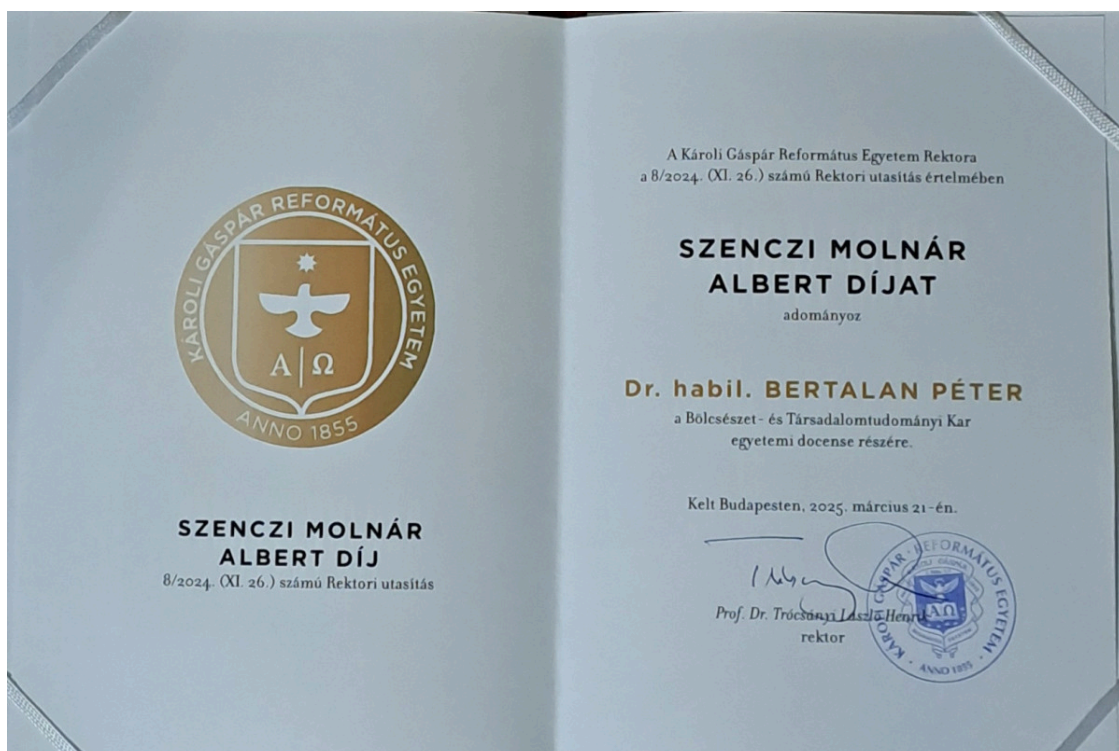 KÁROLI GÁSPÁR REFORMÁTUS EGYETEM
Α Ω
ANNO 1855
SZENCZI MOLNÁR
ALBERT DÍJ
8/2024. (XI. 26.) számú Rektori utasítás
A Károli Gáspár Református Egyetem Rektora
a 8/2024. (XI. 26.) számú Rektori utasítás értelmében
SZENCZI MOLNÁR
ALBERT DÍJAT
adományoz
Dr. habil. BERTALAN PÉTER
a Bölcsészet- és Társadalomtudományi Kar
egyetemi docense részére.
Kelt Budapesten, 2025. március 21-én.
Prof. Dr. Trócsányi László Henrik
rektor
KÁROLI GÁSPÁR · REFORMÁTUS EGYETEM
ΑΩ
ANNO 1855